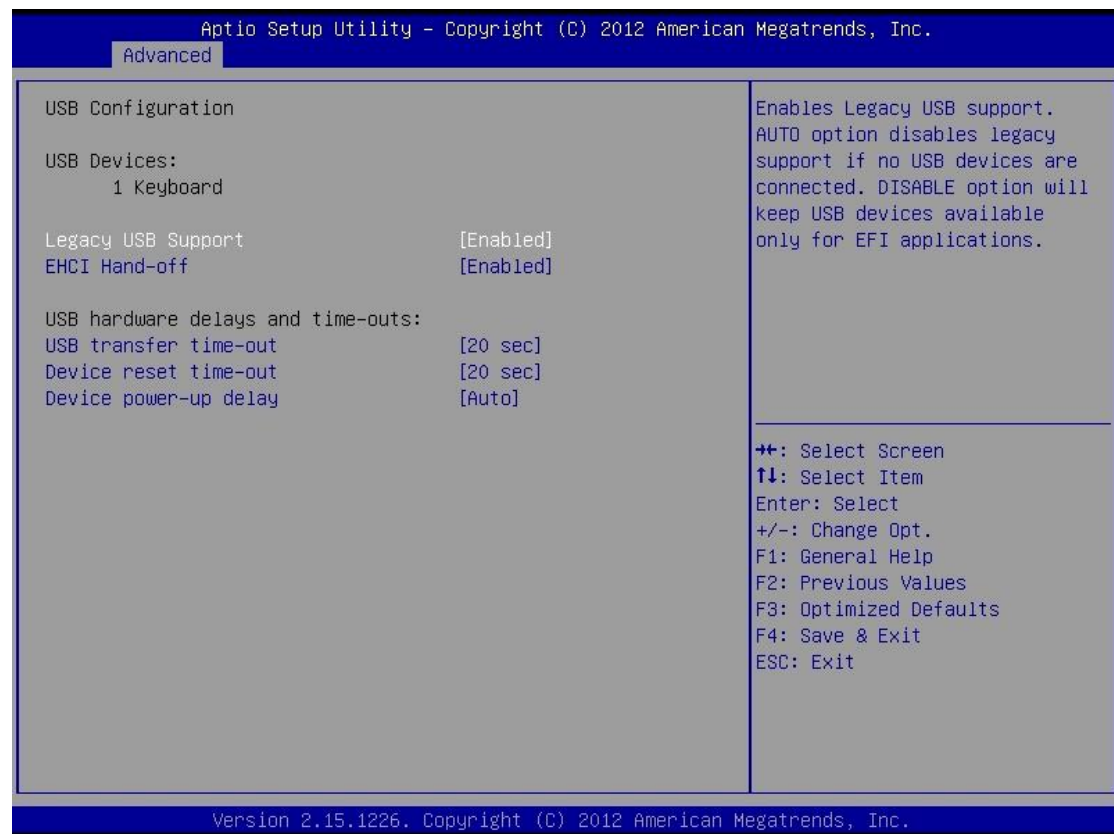 Aptio Setup Utility - Copyright (C) 2012 American Megatrends, Inc.
Advanced
USB Configuration
USB Devices:
1 Keyboard
Legacy USB Support [Enabled]
EHCI Hand-off [Enabled]
USB hardware delays and time-outs:
USB transfer time-out [20 sec]
Device reset time-out [20 sec]
Device power-up delay [Auto]
Enables Legacy USB support.
AUTO option disables legacy
support if no USB devices are
connected. DISABLE option will
keep USB devices available
only for EFI applications.
→←: Select Screen
↑↓: Select Item
Enter: Select
+/-: Change Opt.
F1: General Help
F2: Previous Values
F3: Optimized Defaults
F4: Save & Exit
ESC: Exit
Version 2.15.1226. Copyright (C) 2012 American Megatrends, Inc.